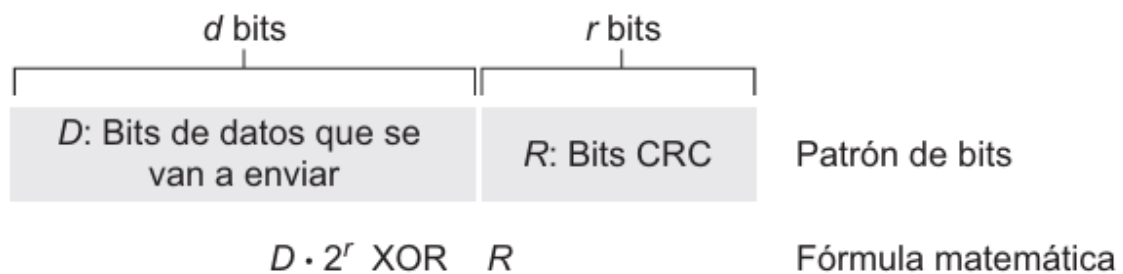 d bits r bits
D: Bits de datos que se
van a enviar
R: Bits CRC
Patrón de bits
D · 2^r XOR R
Fórmula matemática